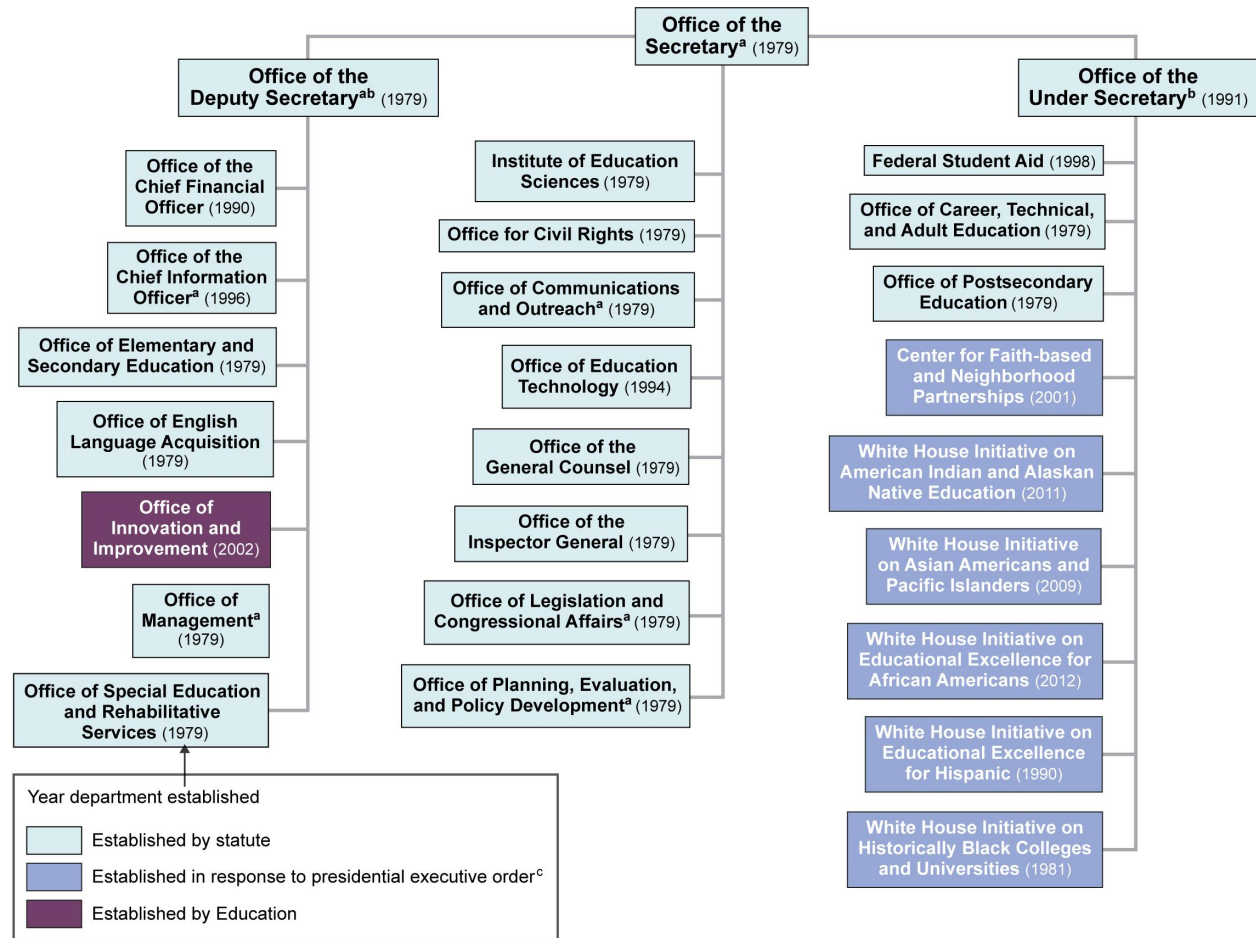 Office of the
Secretaryᵃ (1979)
Office of the
Deputy Secretaryᵃᵇ (1979)
Office of the
Under Secretaryᵇ (1991)
Office of the
Chief Financial
Officer (1990)
Office of the
Chief Information
Officerᵃ (1996)
Office of Elementary and
Secondary Education (1979)
Office of English
Language Acquisition
(1979)
Office of
Innovation and
Improvement (2002)
Office of
Managementᵃ
(1979)
Office of Special Education
and Rehabilitative
Services (1979)
Institute of Education
Sciences (1979)
Office for Civil Rights (1979)
Office of Communications
and Outreachᵃ (1979)
Office of Education
Technology (1994)
Office of the
General Counsel (1979)
Office of the
Inspector General (1979)
Office of Legislation and
Congressional Affairsᵃ (1979)
Office of Planning, Evaluation,
and Policy Developmentᵃ (1979)
Federal Student Aid (1998)
Office of Career, Technical,
and Adult Education (1979)
Office of Postsecondary
Education (1979)
Center for Faith-based
and Neighborhood
Partnerships (2001)
White House Initiative on
American Indian and Alaskan
Native Education (2011)
White House Initiative
on Asian Americans and
Pacific Islanders (2009)
White House Initiative on
Educational Excellence for
African Americans (2012)
White House Initiative on
Educational Excellence
for Hispanic (1990)
White House Initiative on
Historically Black Colleges
and Universities (1981)
Year department established
Established by statute
Established in response to presidential executive orderᶜ
Established by Education